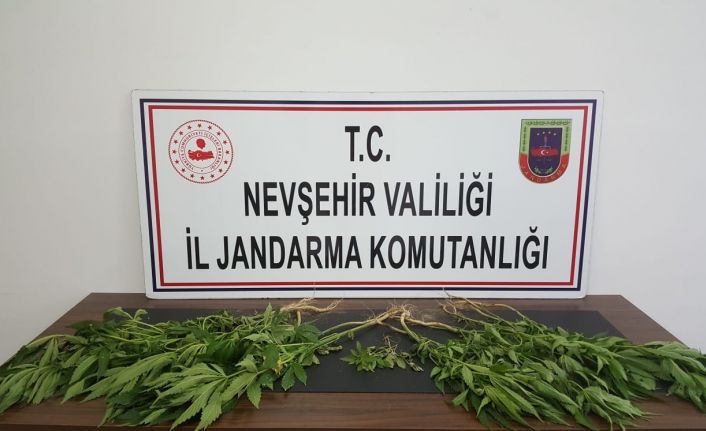 T.C.
NEVŞEHİR VALİLİĞİ
İL JANDARMA KOMUTANLIĞI